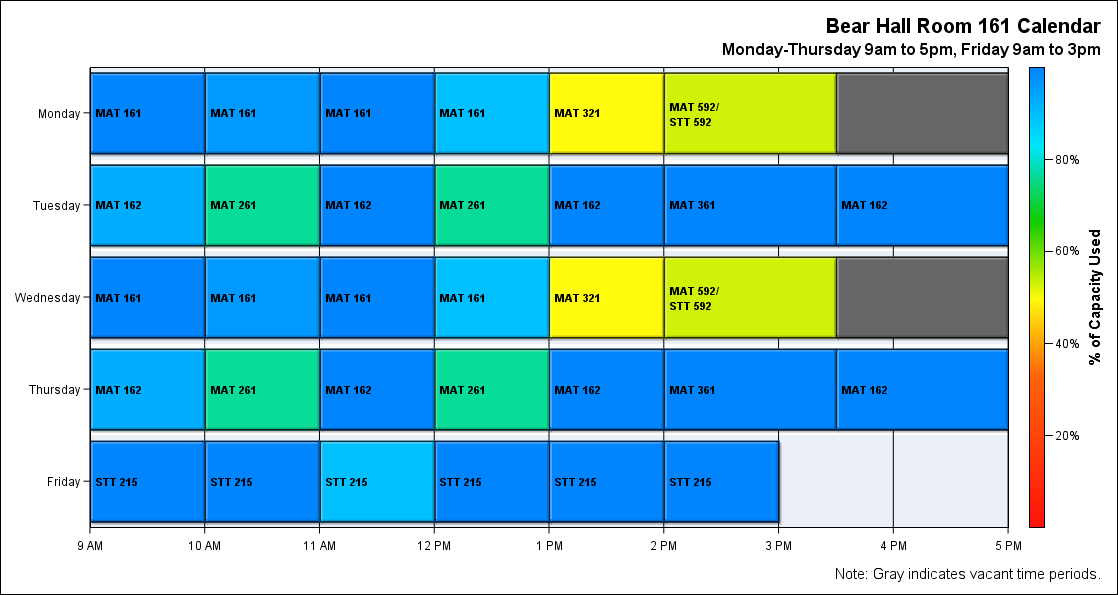 Bear Hall Room 161 Calendar
Monday-Thursday 9am to 5pm, Friday 9am to 3pm
Monday
MAT 161
MAT 161
MAT 161
MAT 161
MAT 321
MAT 592/
STT 592
Tuesday
MAT 162
MAT 261
MAT 162
MAT 261
MAT 162
MAT 361
MAT 162
Wednesday
MAT 161
MAT 161
MAT 161
MAT 161
MAT 321
MAT 592/
STT 592
Thursday
MAT 162
MAT 261
MAT 162
MAT 261
MAT 162
MAT 361
MAT 162
Friday
STT 215
STT 215
STT 215
STT 215
STT 215
STT 215
9 AM
10 AM
11 AM
12 PM
1 PM
2 PM
3 PM
4 PM
5 PM
80%
60%
40%
20%
% of Capacity Used
Note: Gray indicates vacant time periods.